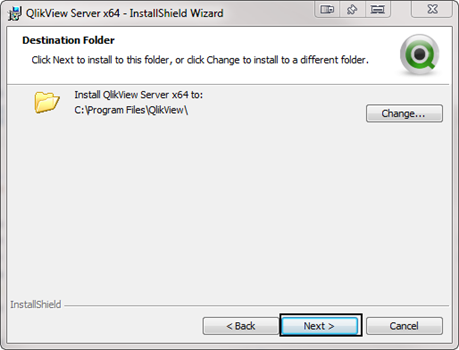 QlikView Server x64 - InstallShield Wizard
Destination Folder
Click Next to install to this folder, or click Change to install to a different folder.
Install QlikView Server x64 to:
C:\Program Files\QlikView\
Change...
InstallShield
< Back
Next >
Cancel